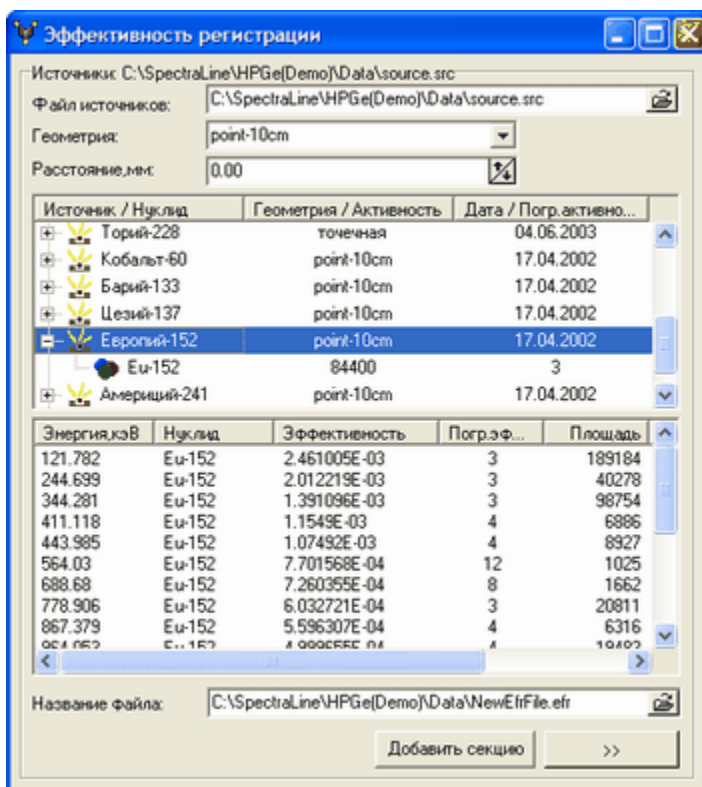 Эффективность регистрации
Источники: C:\SpectraLine\HPGe(Demo)\Data\source.src
Файл источников: C:\SpectraLine\HPGe(Demo)\Data\source.src
Геометрия: point-10cm
Расстояние,мм: 0.00
Источник / Нуклид Геометрия / Активность Дата / Погр.активно...
Торий-228 точечная 04.06.2003
Кобальт-60 point-10cm 17.04.2002
Барий-133 point-10cm 17.04.2002
Цезий-137 point-10cm 17.04.2002
Европий-152 point-10cm 17.04.2002
Eu-152 84400 3
Америций-241 point-10cm 17.04.2002
Энергия,кэВ Нуклид Эффективность Погр.эф... Площадь
121.782 Eu-152 2.461005E-03 3 189184
244.699 Eu-152 2.012219E-03 3 40278
344.281 Eu-152 1.391096E-03 3 98754
411.118 Eu-152 1.1549E-03 4 6886
443.985 Eu-152 1.07492E-03 4 8927
564.03 Eu-152 7.701568E-04 12 1025
688.68 Eu-152 7.260355E-04 8 1662
778.906 Eu-152 6.032721E-04 3 20811
867.379 Eu-152 5.596307E-04 4 6316
Название файла: C:\SpectraLine\HPGe(Demo)\Data\NewEfrFile.efr
Добавить секцию >>